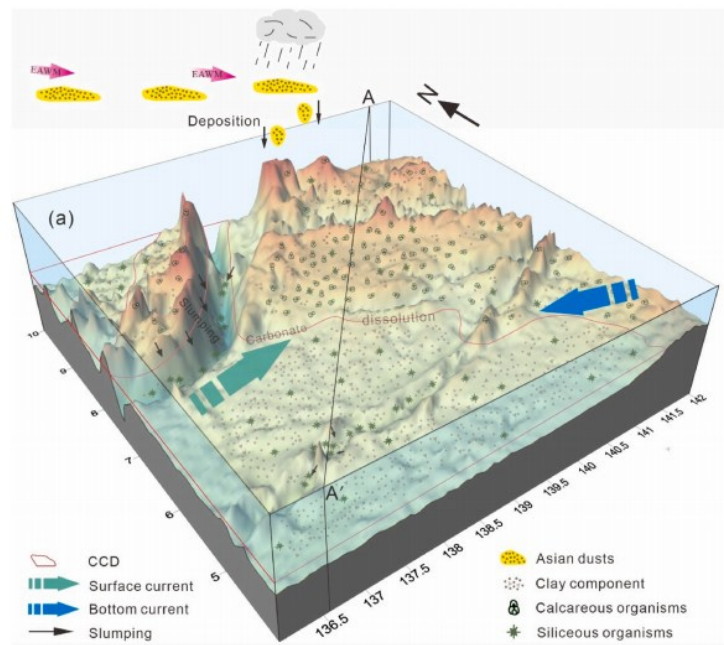 EAWM
EAWM
Deposition
A
N
(a)
Slumping
Carbonate dissolution
A'
10
9
8
7
6
5
136.5
137
137.5
138
138.5
139
139.5
140
140.5
141
141.5
142
CCD
Surface current
Bottom current
Slumping
Asian dusts
Clay component
Calcareous organisms
Siliceous organisms